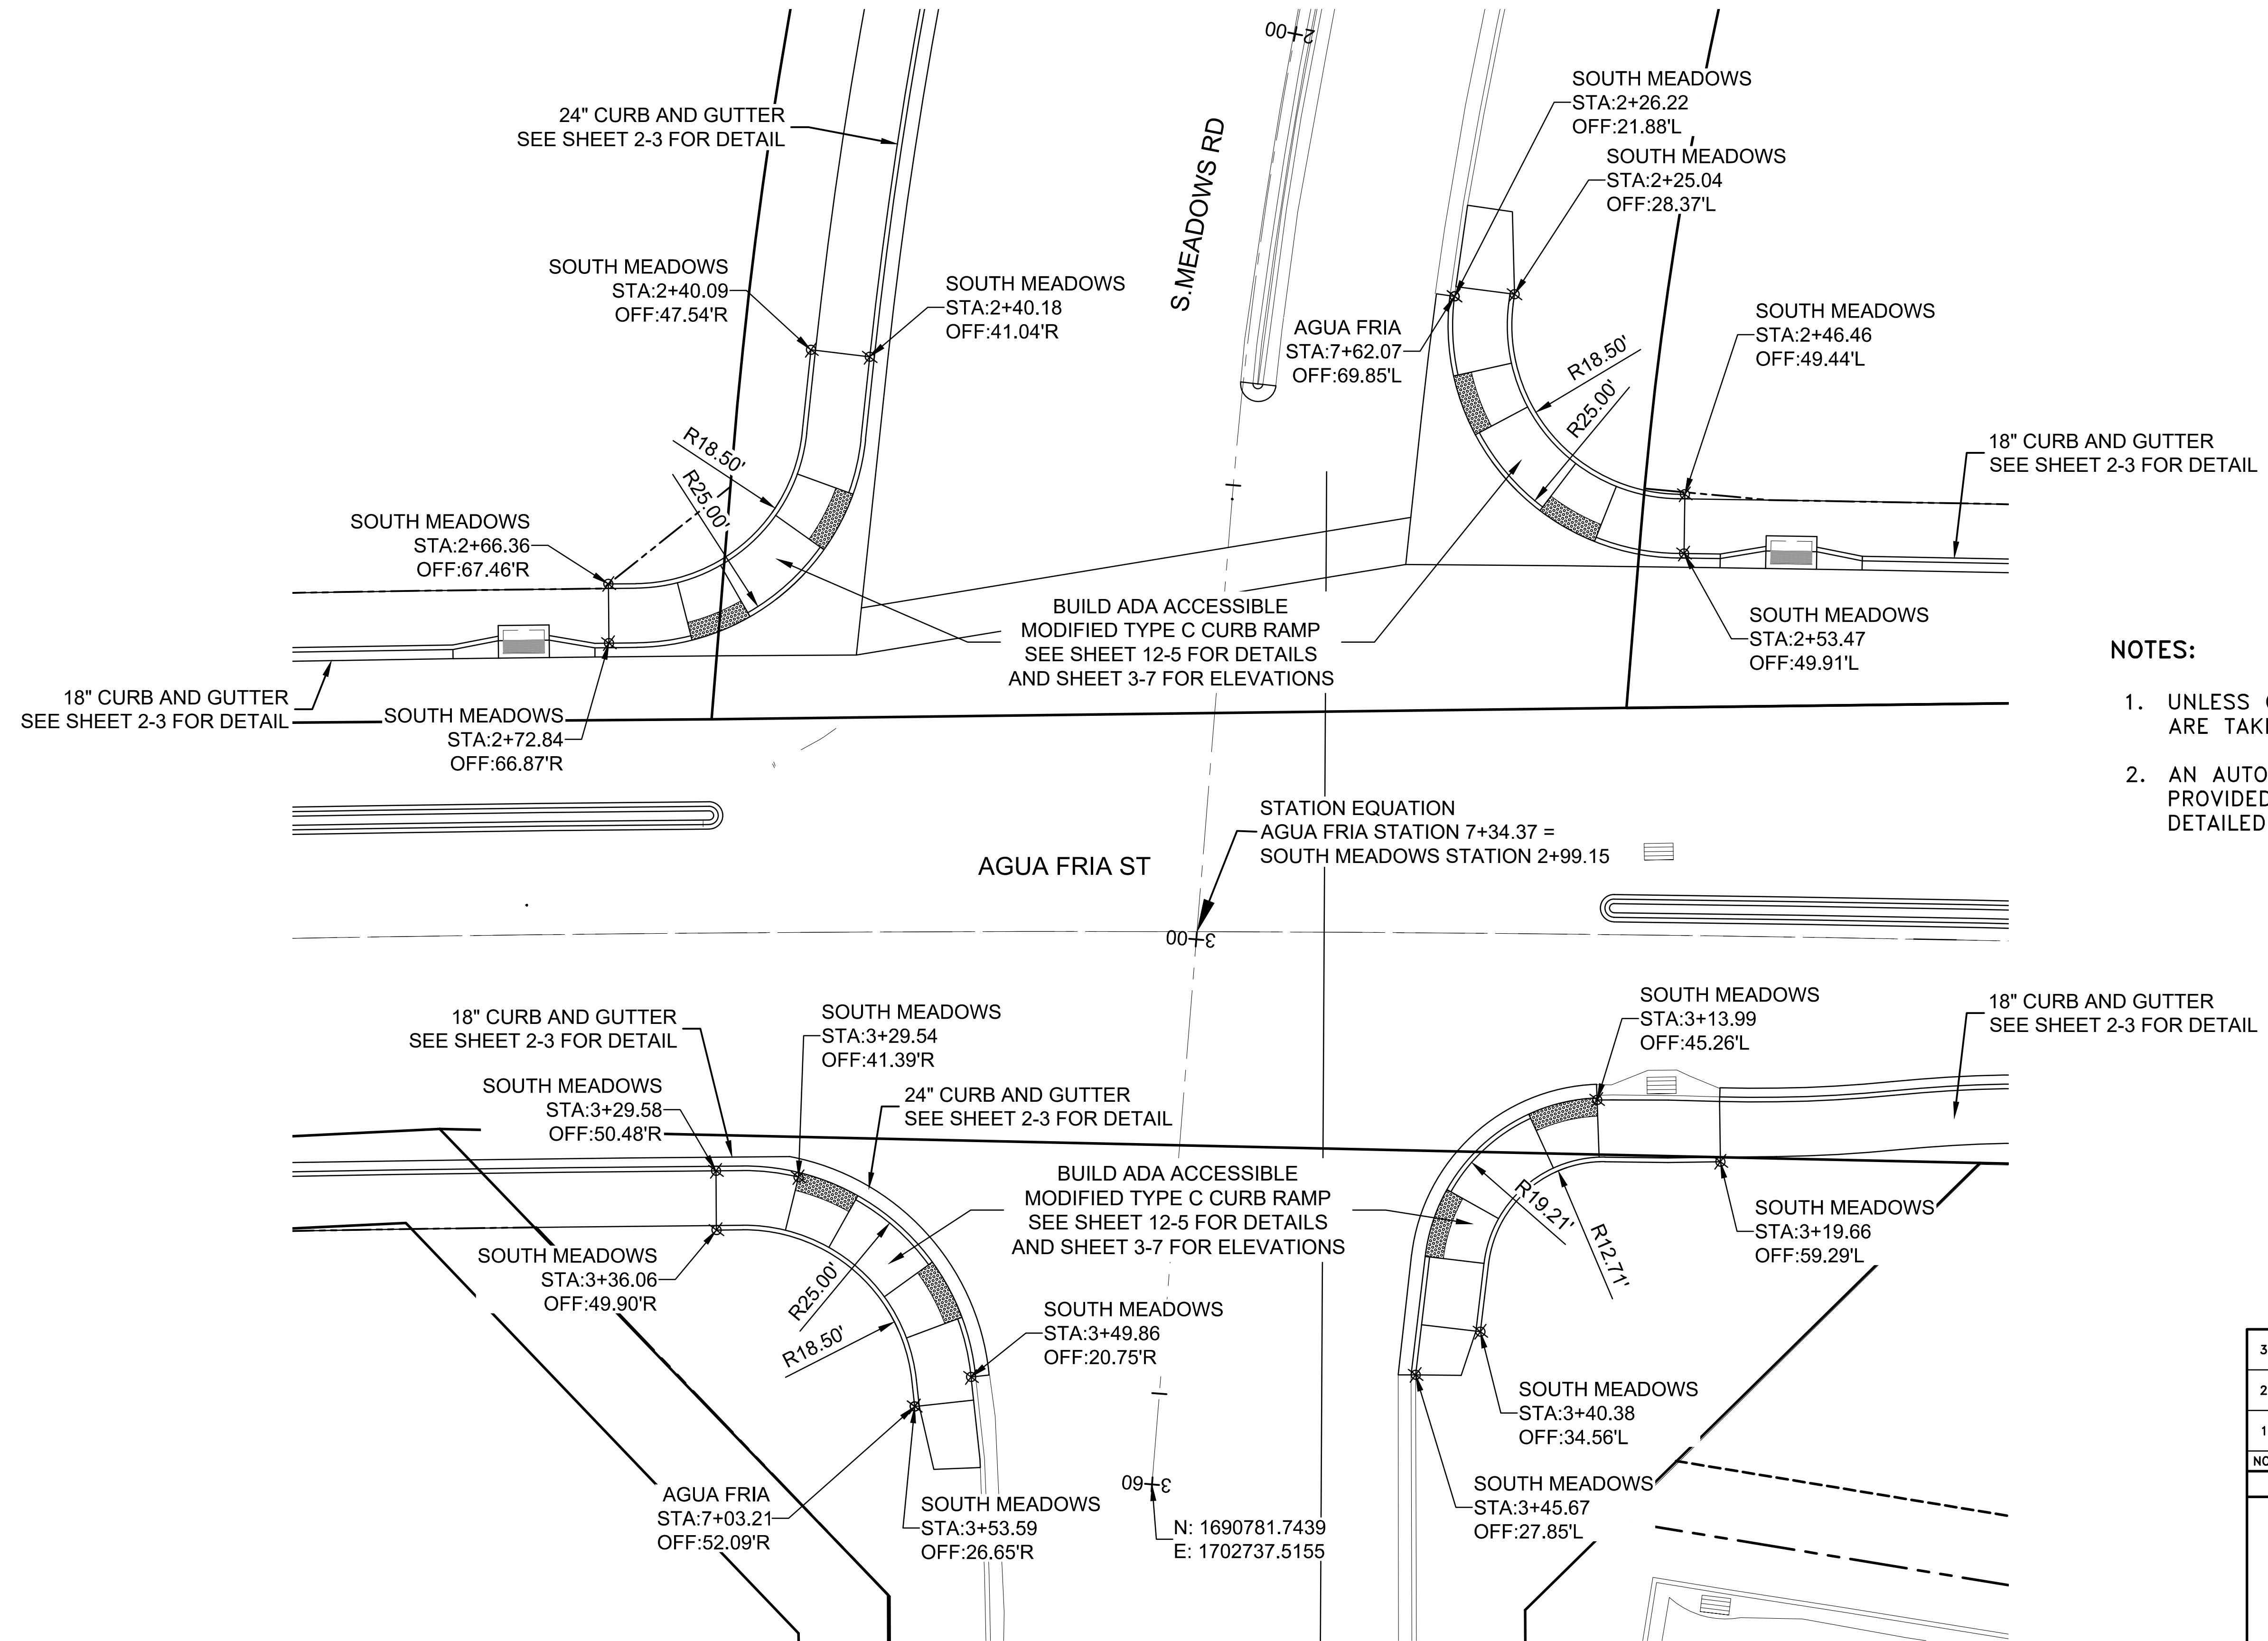 2+00
SOUTH MEADOWS
STA:2+26.22
OFF:21.88'L
24" CURB AND GUTTER
SEE SHEET 2-3 FOR DETAIL
SOUTH MEADOWS
STA:2+25.04
OFF:28.37'L
S.MEADOWS RD
SOUTH MEADOWS
STA:2+40.09
OFF:47.54'R
SOUTH MEADOWS
STA:2+40.18
OFF:41.04'R
AGUA FRIA
STA:7+62.07
OFF:69.85'L
SOUTH MEADOWS
STA:2+46.46
OFF:49.44'L
R18.50'
R25.00'
R18.50'
R25.00'
18" CURB AND GUTTER
SEE SHEET 2-3 FOR DETAIL
SOUTH MEADOWS
STA:2+66.36
OFF:67.46'R
BUILD ADA ACCESSIBLE
MODIFIED TYPE C CURB RAMP
SEE SHEET 12-5 FOR DETAILS
AND SHEET 3-7 FOR ELEVATIONS
SOUTH MEADOWS
STA:2+53.47
OFF:49.91'L
18" CURB AND GUTTER
SEE SHEET 2-3 FOR DETAIL
SOUTH MEADOWS
STA:2+72.84
OFF:66.87'R
NOTES:
1. UNLESS
ARE
2. AN AUTO
PROVIDED
DETAILED
STATION EQUATION
AGUA FRIA STATION 7+34.37 =
SOUTH MEADOWS STATION 2+99.15
AGUA FRIA ST
3+00
18" CURB AND GUTTER
SEE SHEET 2-3 FOR DETAIL
SOUTH MEADOWS
STA:3+29.54
OFF:41.39'R
SOUTH MEADOWS
STA:3+13.99
OFF:45.26'L
18" CURB AND GUTTER
SEE SHEET 2-3 FOR DETAIL
SOUTH MEADOWS
STA:3+29.58
OFF:50.48'R
24" CURB AND GUTTER
SEE SHEET 2-3 FOR DETAIL
BUILD ADA ACCESSIBLE
MODIFIED TYPE C CURB RAMP
SEE SHEET 12-5 FOR DETAILS
AND SHEET 3-7 FOR ELEVATIONS
R19.21'
R12.71'
SOUTH MEADOWS
STA:3+19.66
OFF:59.29'L
SOUTH MEADOWS
STA:3+36.06
OFF:49.90'R
R25.00'
R18.50'
SOUTH MEADOWS
STA:3+49.86
OFF:20.75'R
SOUTH MEADOWS
STA:3+40.38
OFF:34.56'L
3+60
AGUA FRIA
STA:7+03.21
OFF:52.09'R
SOUTH MEADOWS
STA:3+53.59
OFF:26.65'R
N: 1690781.7439
E: 1702737.5155
SOUTH MEADOWS
STA:3+45.67
OFF:27.85'L
3
2
1